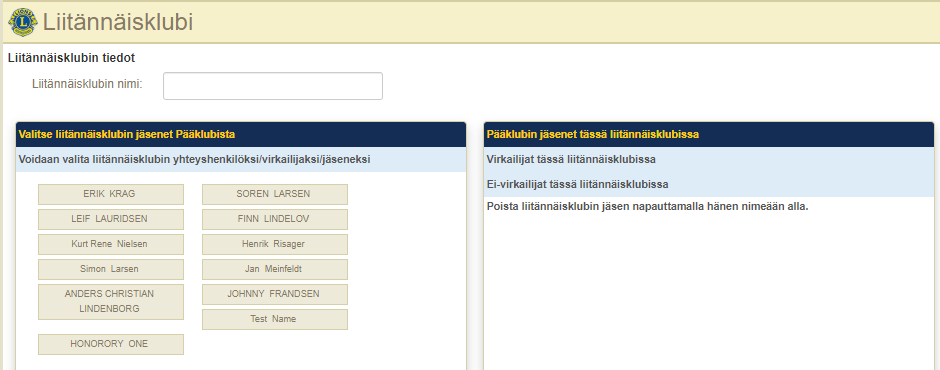 Liitännäisklubi
Liitännäisklubin tiedot
Liitännäisklubin nimi:
Valitse liitännäisklubin jäsenet Pääklubista
Voidaan valita liitännäisklubin yhteyshenkilöksi/virkailijaksi/jäseneksi
ERIK KRAG
SOREN LARSEN
LEIF LAURIDSEN
FINN LINDELOV
Kurt Rene Nielsen
Henrik Risager
Simon Larsen
Jan Meinfeldt
ANDERS CHRISTIAN
LINDENBORG
JOHNNY FRANDSEN
Test Name
HONORORY ONE
Pääklubin jäsenet tässä liitännäisklubissa
Virkailijat tässä liitännäisklubissa
Ei-virkailijat tässä liitännäisklubissa
Poista liitännäisklubin jäsen napauttamalla hänen nimeään alla.